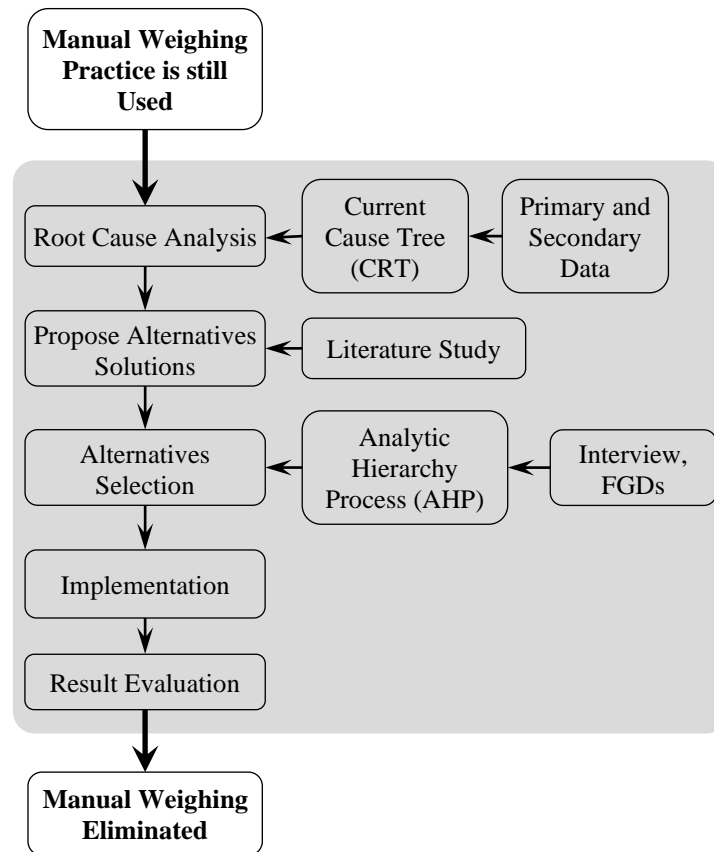 Manual Weighing
Practice is still
Used
Root Cause Analysis
Current
Cause Tree
(CRT)
Primary and
Secondary
Data
Propose Alternatives
Solutions
Literature Study
Alternatives
Selection
Analytic
Hierarchy
Process (AHP)
Interview,
FGDs
Implementation
Result Evaluation
Manual Weighing
Eliminated